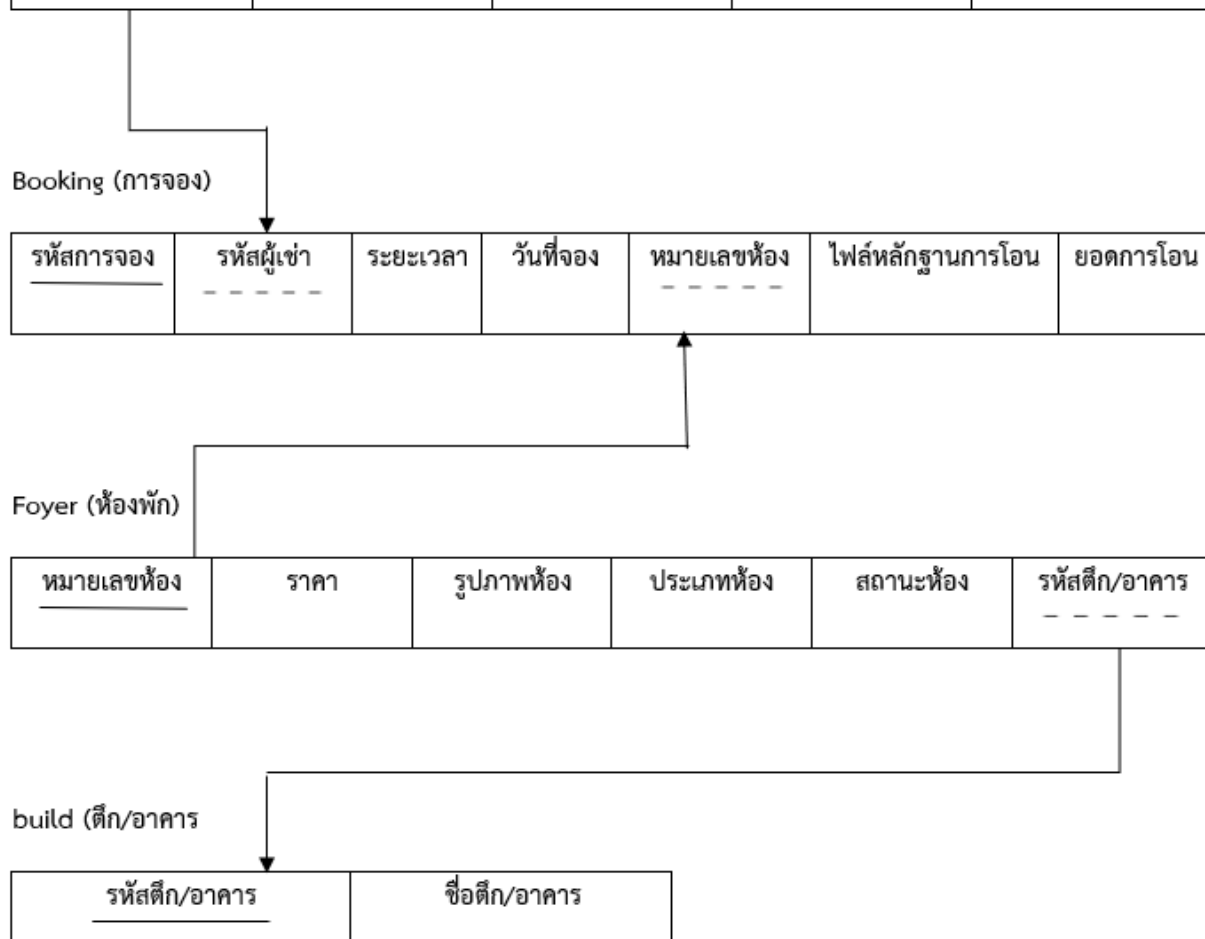 Booking (การจอง)
รหัสการจอง รหัสผู้เช่า ระยะเวลา วันที่จอง หมายเลขห้อง ไฟล์หลักฐานการโอน ยอดการโอน
Foyer (ห้องพัก)
หมายเลขห้อง ราคา รูปภาพห้อง ประเภทห้อง สถานะห้อง รหัสตึก/อาคาร
build (ตึก/อาคาร
รหัสตึก/อาคาร ชื่อตึก/อาคาร